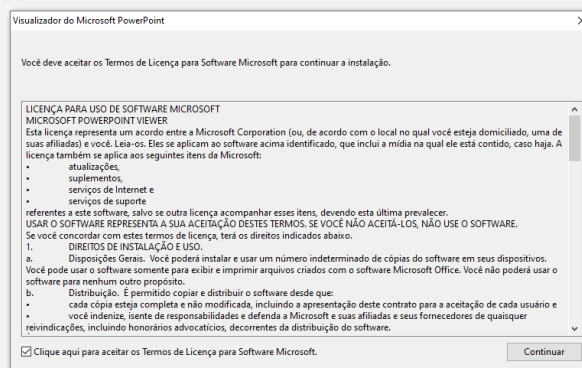 Visualizador do Microsoft PowerPoint
Você deve aceitar os Termos de Licença para Software Microsoft para continuar a instalação.
LICENÇA PARA USO DE SOFTWARE MICROSOFT
MICROSOFT POWERPOINT VIEWER
Esta licença representa um acordo entre a Microsoft Corporation (ou, de acordo com o local no qual você esteja domiciliado, uma de
suas afiliadas) e você. Leia-os. Eles se aplicam ao software acima identificado, que inclui a mídia na qual ele está contido, caso haja. A
licença também se aplica aos seguintes itens da Microsoft:
• atualizações,
• suplementos,
• serviços de Internet e
• serviços de suporte
referentes a este software, salvo se outra licença acompanhar esses itens, devendo esta última prevalecer.
USAR O SOFTWARE REPRESENTA A SUA ACEITAÇÃO DESTES TERMOS. SE VOCÊ NÃO ACEITÁ-LOS, NÃO USE O SOFTWARE.
Se você concordar com estes termos de licença, terá os direitos indicados abaixo.
1. DIREITOS DE INSTALAÇÃO E USO.
a. Disposições Gerais. Você poderá instalar e usar um número indeterminado de cópias do software em seus dispositivos.
Você pode usar o software somente para exibir e imprimir arquivos criados com o software Microsoft Office. Você não poderá usar o
software para nenhum outro propósito.
b. Distribuição. É permitido copiar e distribuir o software desde que:
• cada cópia esteja completa e não modificada, incluindo a apresentação deste contrato para a aceitação de cada usuário e
• você indenize, isente de responsabilidades e defenda a Microsoft e suas afiliadas e seus fornecedores de quaisquer
reivindicações, incluindo honorários advocatícios, decorrentes da distribuição do software.
Clique aqui para aceitar os Termos de Licença para Software Microsoft.
Continuar